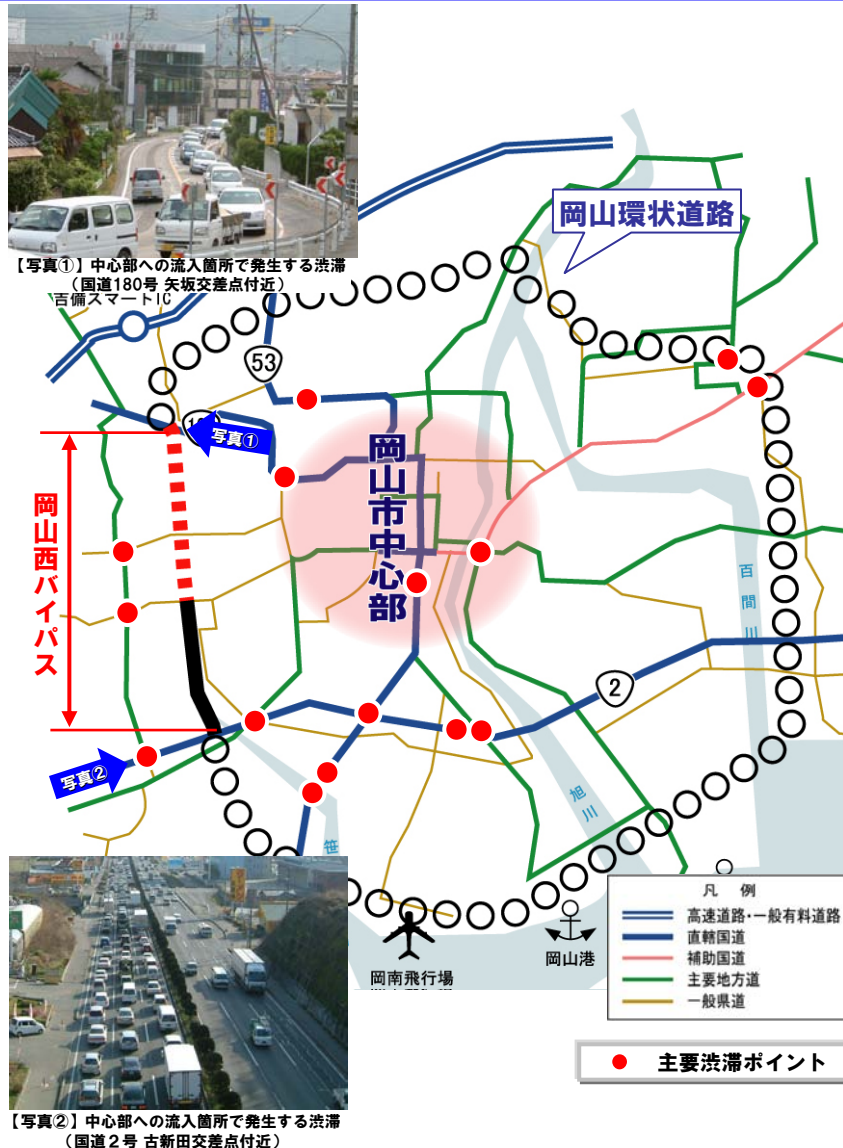 【写真①】中心部への流入箇所で発生する渋滞
（国道180号 矢坂交差点付近）
吉備スマートIC
岡山環状道路
53
写真①
岡山西バイパス
岡山市中心部
百間川
2
写真②
旭川
笹
岡南飛行場
岡山港
凡　例
高速道路・一般有料道路
直轄国道
補助国道
主要地方道
一般県道
主要渋滞ポイント
【写真②】中心部への流入箇所で発生する渋滞
（国道２号 古新田交差点付近）